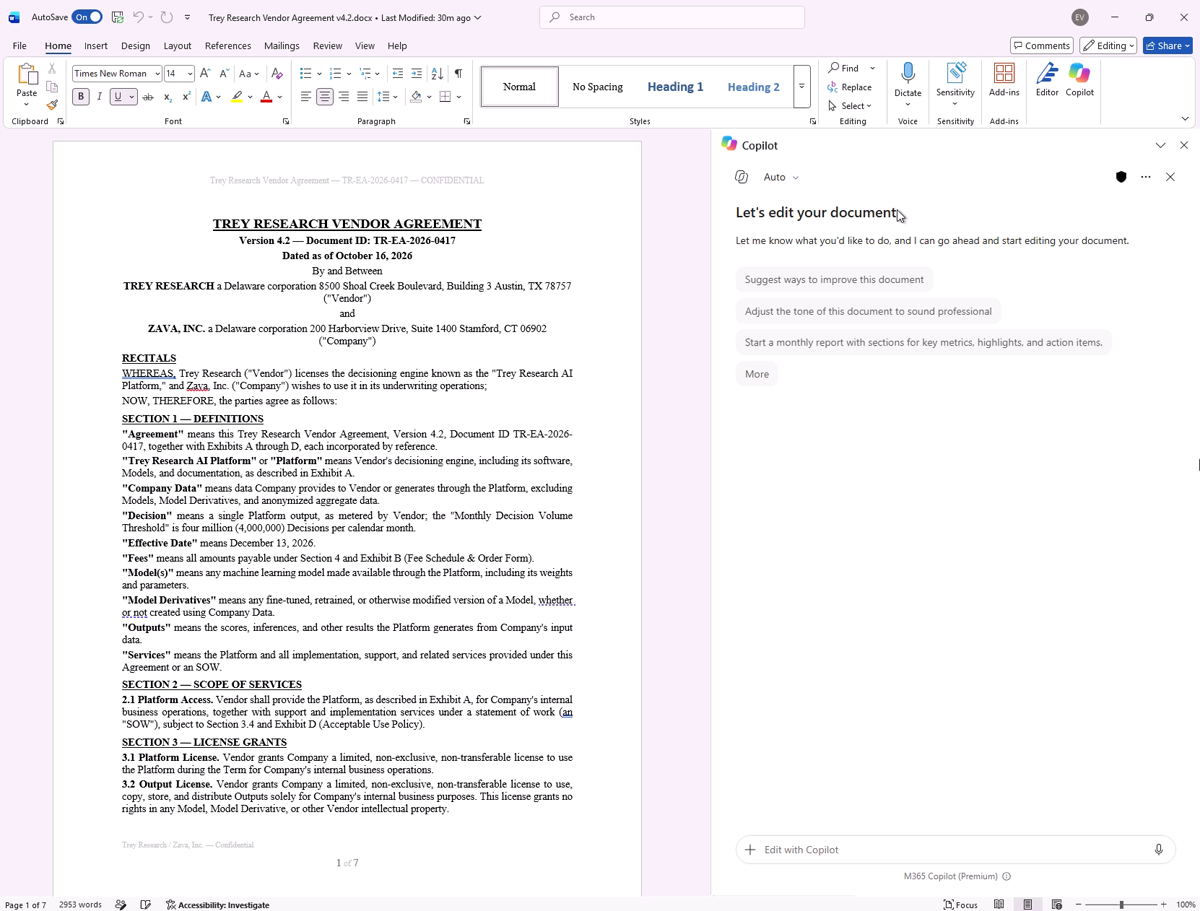 AutoSave On Trey Research Vendor Agreement v4.2.docx • Last Modified: 30m ago Search EV
File Home Insert Design Layout References Mailings Review View Help Comments Editing Share
Paste Times New Roman 14 Aa Normal No Spacing Heading 1 Heading 2 Find Replace Select Dictate Sensitivity Add-ins Editor Copilot
Clipboard Font Paragraph Styles Editing Voice Sensitivity Add-ins
Trey Research Vendor Agreement — TR-EA-2026-0417 — CONFIDENTIAL
TREY RESEARCH VENDOR AGREEMENT
Version 4.2 — Document ID: TR-EA-2026-0417
Dated as of October 16, 2026
By and Between
TREY RESEARCH a Delaware corporation 8500 Shoal Creek Boulevard, Building 3 Austin, TX 78757
("Vendor")
and
ZAVA, INC. a Delaware corporation 200 Harborview Drive, Suite 1400 Stamford, CT 06902
("Company")
RECITALS
WHEREAS, Trey Research ("Vendor") licenses the decisioning engine known as the "Trey Research AI
Platform," and Zava, Inc. ("Company") wishes to use it in its underwriting operations;
NOW, THEREFORE, the parties agree as follows:
SECTION 1 — DEFINITIONS
"Agreement" means this Trey Research Vendor Agreement, Version 4.2, Document ID TR-EA-2026-
0417, together with Exhibits A through D, each incorporated by reference.
"Trey Research AI Platform" or "Platform" means Vendor's decisioning engine, including its software,
Models, and documentation, as described in Exhibit A.
"Company Data" means data Company provides to Vendor or generates through the Platform, excluding
Models, Model Derivatives, and anonymized aggregate data.
"Decision" means a single Platform output, as metered by Vendor; the "Monthly Decision Volume
Threshold" is four million (4,000,000) Decisions per calendar month.
"Effective Date" means December 13, 2026.
"Fees" means all amounts payable under Section 4 and Exhibit B (Fee Schedule & Order Form).
"Model(s)" means any machine learning model made available through the Platform, including its weights
and parameters.
"Model Derivatives" means any fine-tuned, retrained, or otherwise modified version of a Model, whether
or not created using Company Data.
"Outputs" means the scores, inferences, and other results the Platform generates from Company's input
data.
"Services" means the Platform and all implementation, support, and related services provided under this
Agreement or an SOW.
SECTION 2 — SCOPE OF SERVICES
2.1 Platform Access. Vendor shall provide the Platform, as described in Exhibit A, for Company's internal
business operations, together with support and implementation services under a statement of work (an
"SOW"), subject to Section 3.4 and Exhibit D (Acceptable Use Policy).
SECTION 3 — LICENSE GRANTS
3.1 Platform License. Vendor grants Company a limited, non-exclusive, non-transferable license to use
the Platform during the Term for Company's internal business operations.
3.2 Output License. Vendor grants Company a limited, non-exclusive, non-transferable license to use,
copy, store, and distribute Outputs solely for Company's internal business purposes. This license grants no
rights in any Model, Model Derivative, or other Vendor intellectual property.
Trey Research / Zava, Inc. — Confidential
1 of 7
Copilot
Auto
Let's edit your document
Let me know what you'd like to do, and I can go ahead and start editing your document.
Suggest ways to improve this document
Adjust the tone of this document to sound professional
Start a monthly report with sections for key metrics, highlights, and action items.
More
Edit with Copilot
M365 Copilot (Premium)
Page 1 of 7 2953 words Accessibility: Investigate Focus 100%